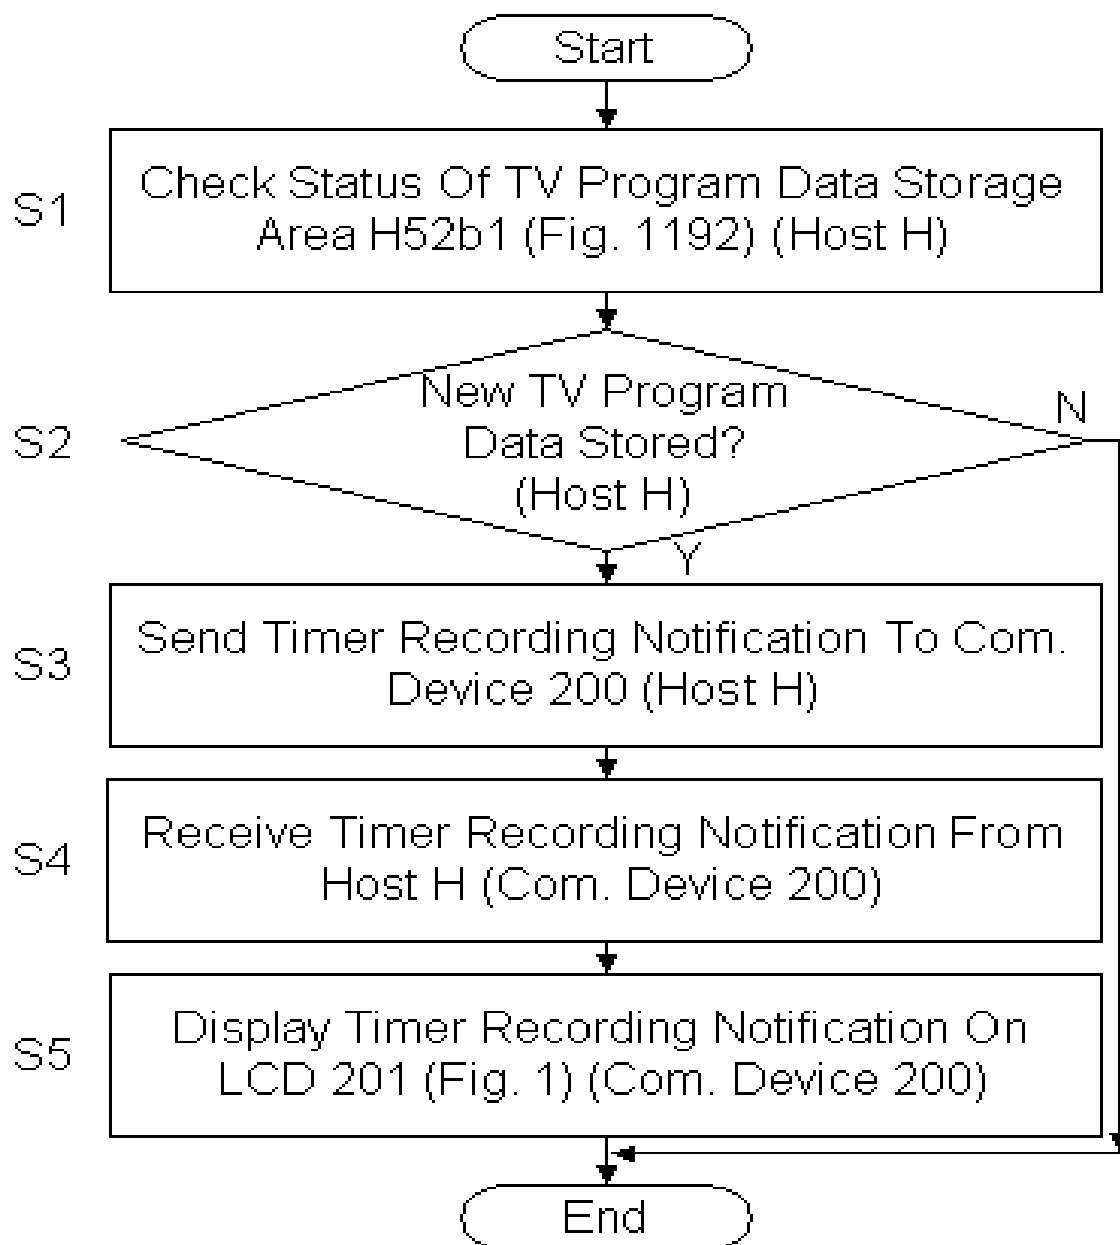 Start
S1
Check Status Of TV Program Data Storage
Area H52b1 (Fig. 1192) (Host H)
S2
New TV Program
Data Stored?
(Host H)
N
Y
S3
Send Timer Recording Notification To Com.
Device 200 (Host H)
S4
Receive Timer Recording Notification From
Host H (Com. Device 200)
S5
Display Timer Recording Notification On
LCD 201 (Fig. 1) (Com. Device 200)
End